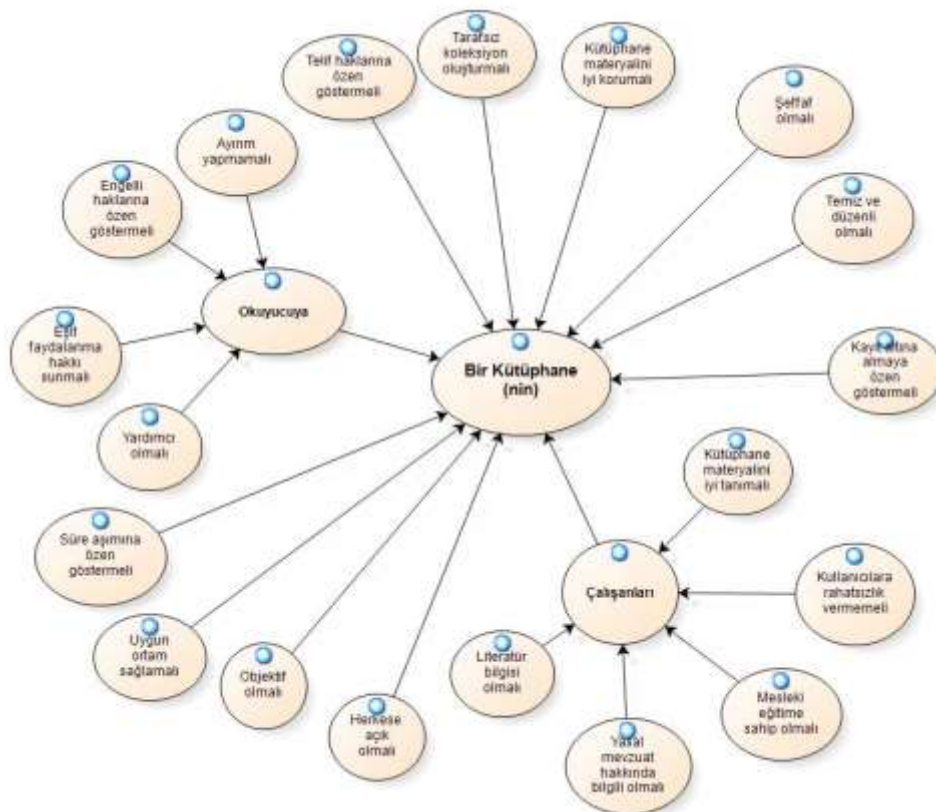 Telif haklarına
özen
göstermeli
Tarafsız
koleksiyon
oluşturmalı
Kütüphane
materyalini
iyi korumalı
Şeffaf
olmalı
Ayırım
yapmamalı
Engelli
haklarına
özen
göstermeli
Temiz ve
düzenli
olmalı
Okuyucuya
Eşit
faydalanma
hakkı
sunmalı
Bir Kütüphane
(nin)
Kayıt altına
almaya
özen
göstermeli
Yardımcı
olmalı
Kütüphane
materyalini
iyi tanımalı
Süre aşımına
özen
göstermeli
Çalışanları
Kullanıcılara
rahatsızlık
vermemeli
Uygun
ortam
sağlamalı
Objektif
olmalı
Literatür
bilgisi
olmalı
Mesleki
eğitime
sahip olmalı
Herkese
açık
olmalı
Yasal
mevzuat
hakkında
bilgili olmalı